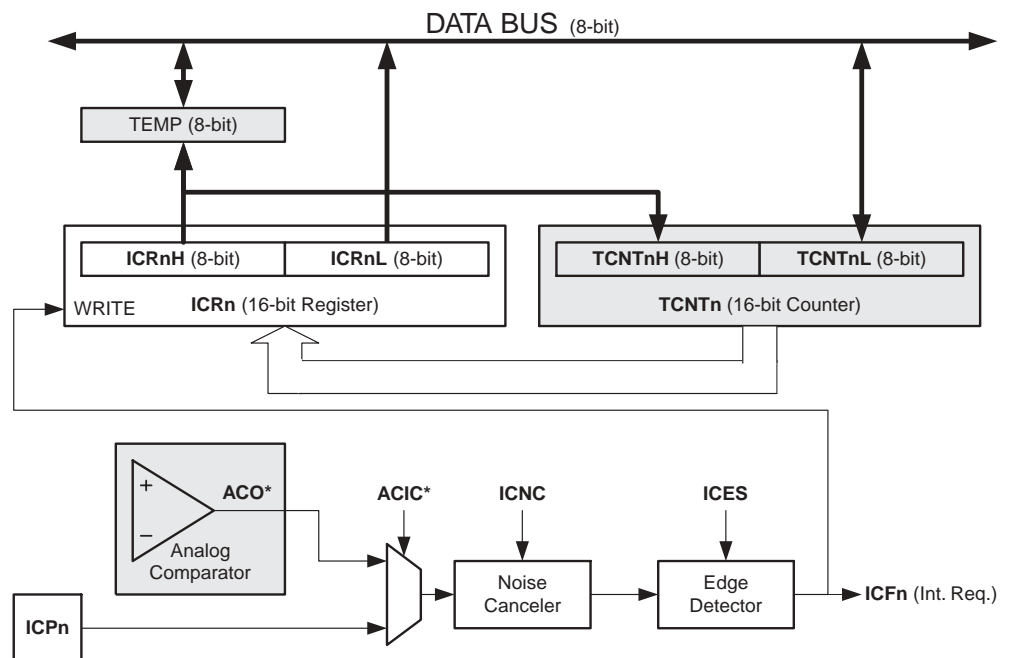 DATA BUS (8-bit)
TEMP (8-bit)
ICRnH (8-bit)
ICRnL (8-bit)
TCNTnH (8-bit)
TCNTnL (8-bit)
WRITE
ICRn (16-bit Register)
TCNTn (16-bit Counter)
+
−
ACO*
Analog
Comparator
ACIC*
ICNC
ICES
Noise
Canceler
Edge
Detector
ICFn (Int. Req.)
ICPn